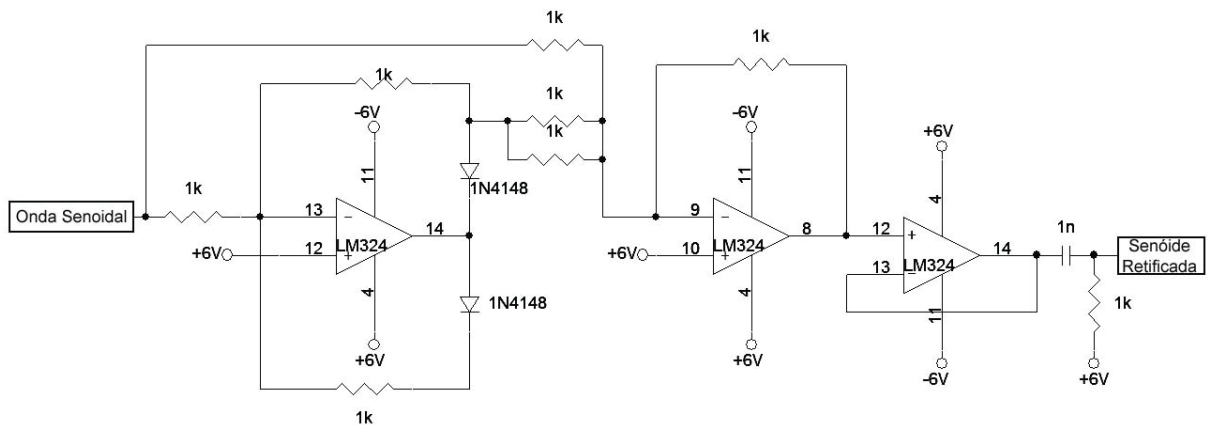 1k
1k
1k
1k
1k
-6V
-6V
+6V
11
11
4
1N4148
Onda Senoidal
1k
13
−
LM324
14
9
−
LM324
8
12
+
LM324
14
1n
Senóide
Retificada
+6V
12
+
+6V
10
+
13
−
1N4148
4
4
11
1k
+6V
+6V
-6V
+6V
1k